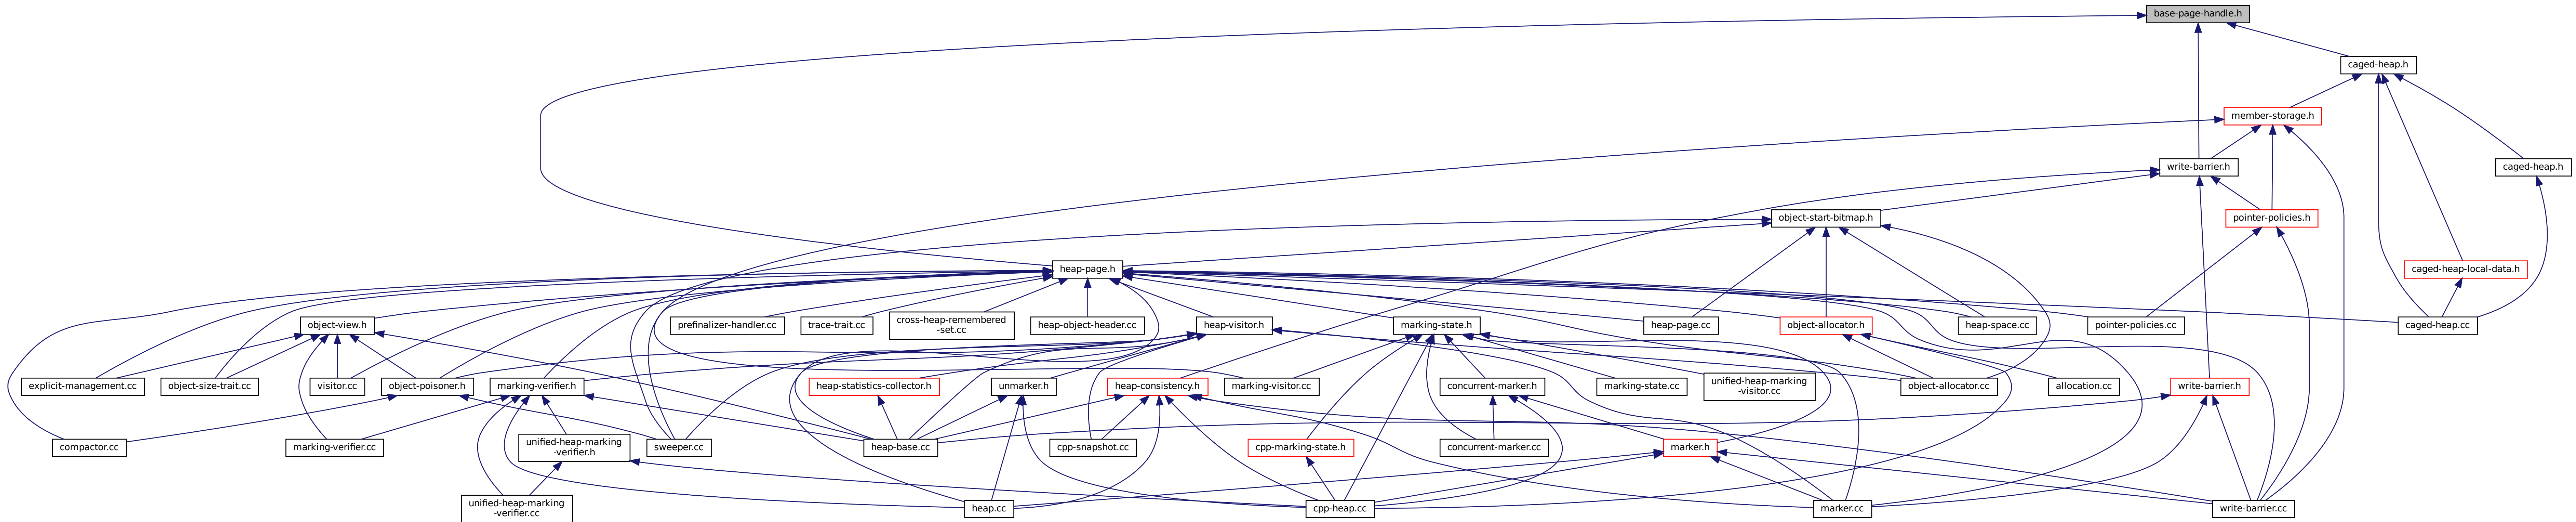 base-page-handle.h
caged-heap.h
member-storage.h
write-barrier.h
caged-heap.h
object-start-bitmap.h
pointer-policies.h
heap-page.h
caged-heap-local-data.h
object-view.h
prefinalizer-handler.cc
trace-trait.cc
cross-heap-remembered
-set.cc
heap-object-header.cc
heap-visitor.h
marking-state.h
heap-page.cc
object-allocator.h
heap-space.cc
pointer-policies.cc
caged-heap.cc
explicit-management.cc
object-size-trait.cc
visitor.cc
object-poisoner.h
marking-verifier.h
heap-statistics-collector.h
unmarker.h
heap-consistency.h
marking-visitor.cc
concurrent-marker.h
marking-state.cc
unified-heap-marking
-visitor.cc
object-allocator.cc
allocation.cc
write-barrier.h
compactor.cc
marking-verifier.cc
unified-heap-marking
-verifier.h
sweeper.cc
heap-base.cc
cpp-snapshot.cc
cpp-marking-state.h
concurrent-marker.cc
marker.h
unified-heap-marking
-verifier.cc
heap.cc
cpp-heap.cc
marker.cc
write-barrier.cc